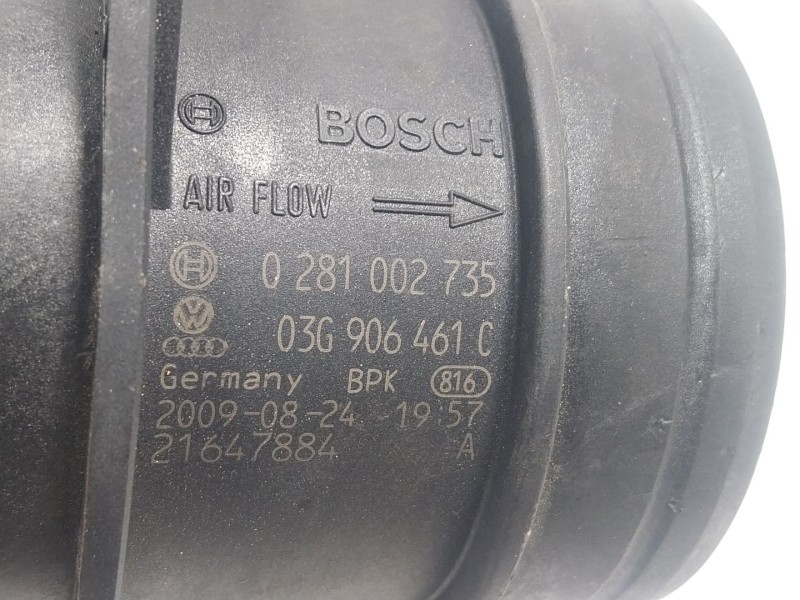 BOSCH
AIR FLOW
0 281 002 735
03G 906 461 C
Germany BPK 816
2009-08-24 19:57
21647884 A